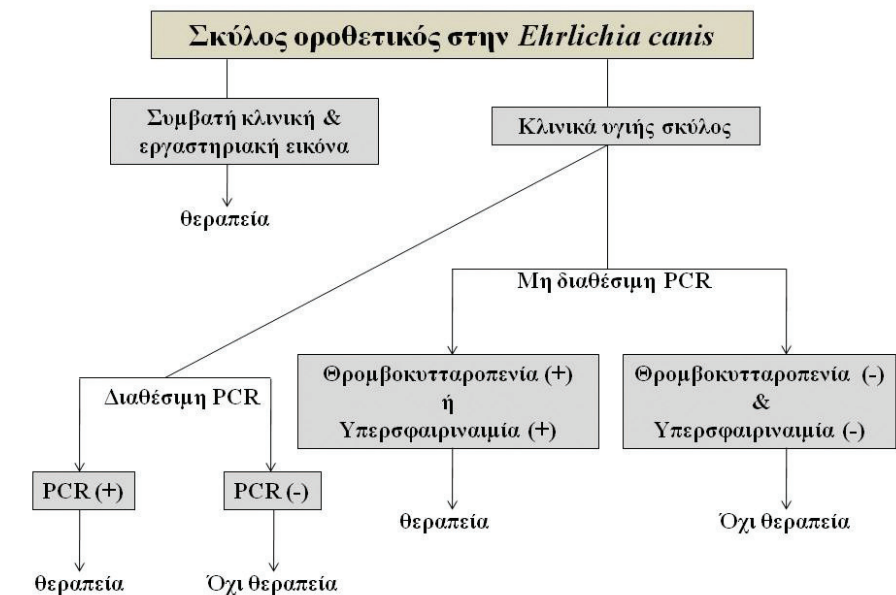 Σκύλος οροθετικός στην Ehrlichia canis
Συμβατή κλινική &
εργαστηριακή εικόνα
Κλινικά υγιής σκύλος
θεραπεία
Μη διαθέσιμη PCR
Διαθέσιμη PCR
Θρομβοκυτταροπενία (+)
ή
Υπερσφαιριναιμία (+)
Θρομβοκυτταροπενία (-)
&
Υπερσφαιριναιμία (-)
PCR (+)
PCR (-)
θεραπεία
Όχι θεραπεία
θεραπεία
Όχι θεραπεία